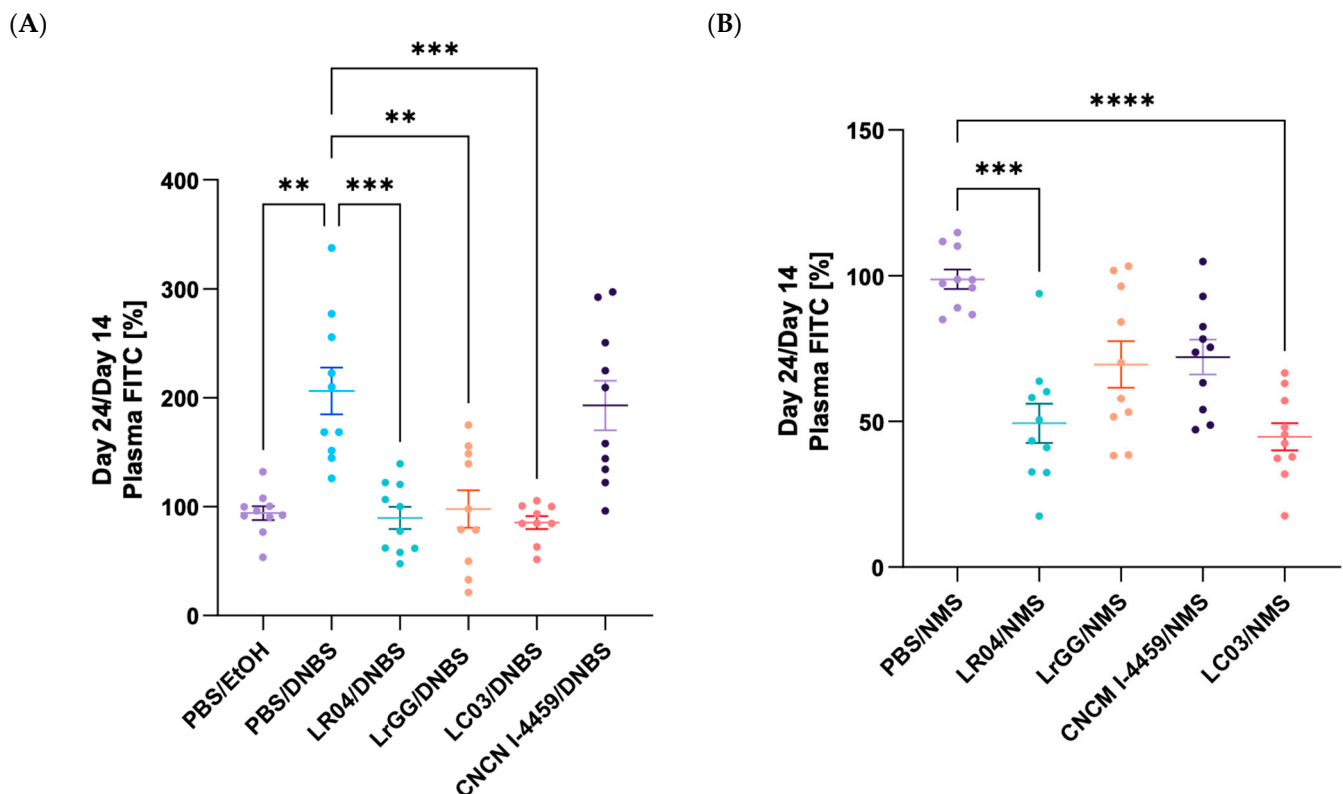 (A)
***
**
**
***
400
300
200
100
0
Day 24/Day 14
Plasma FITC [%]
PBS/EtOH
PBS/DNBS
LR04/DNBS
LrGG/DNBS
LC03/DNBS
CNCN I-4459/DNBS
(B)
****
***
150
100
50
0
Day 24/Day 14
Plasma FITC [%]
PBS/NMS
LR04/NMS
LrGG/NMS
CNCM I-4459/NMS
LC03/NMS